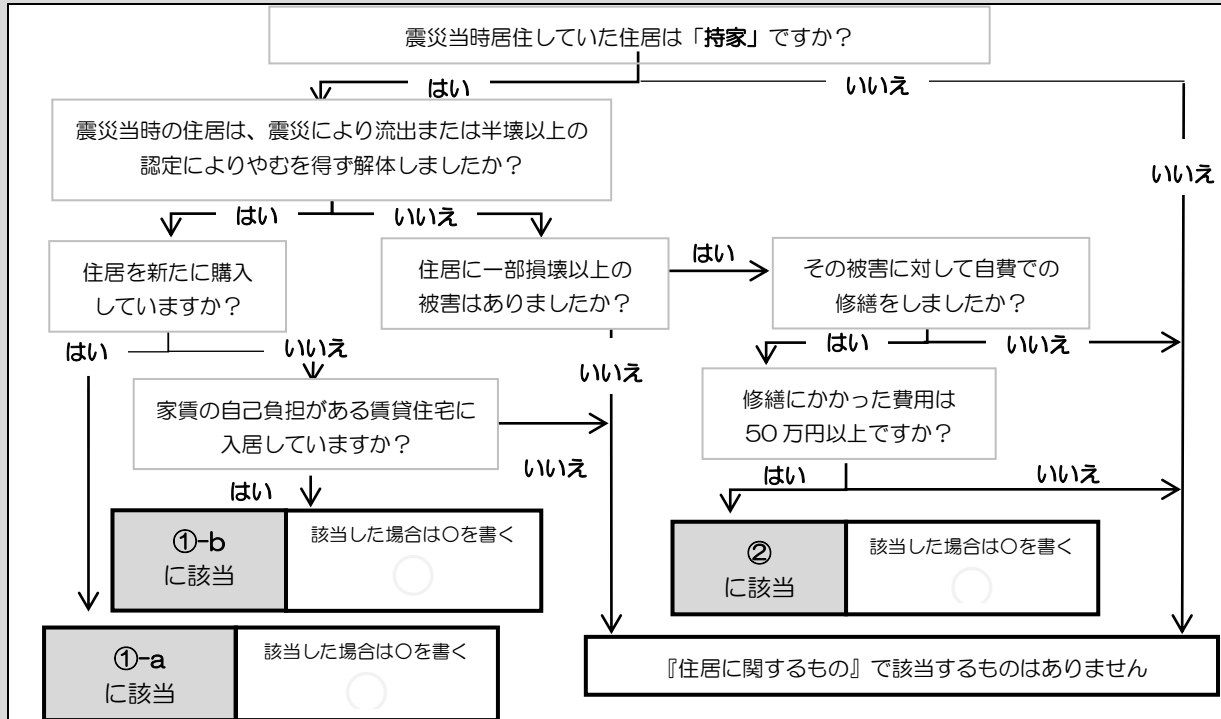 震災当時居住していた住居は「持家」ですか？
はい
いいえ
震災当時の住居は、震災により流出または半壊以上の
認定によりやむを得ず解体しましたか？
いいえ
はい
いいえ
住居を新たに購入
していますか？
住居に一部損壊以上の
被害はありましたか？
はい
その被害に対して自費での
修繕をしましたか？
はい
いいえ
いいえ
はい
いいえ
家賃の自己負担がある賃貸住宅に
入居していますか？
修繕にかかった費用は
50 万円以上ですか？
いいえ
はい
はい
いいえ
①-b
に該当
該当した場合は〇を書く
②
に該当
該当した場合は〇を書く
①-a
に該当
該当した場合は〇を書く
『住居に関するもの』で該当するものはありません